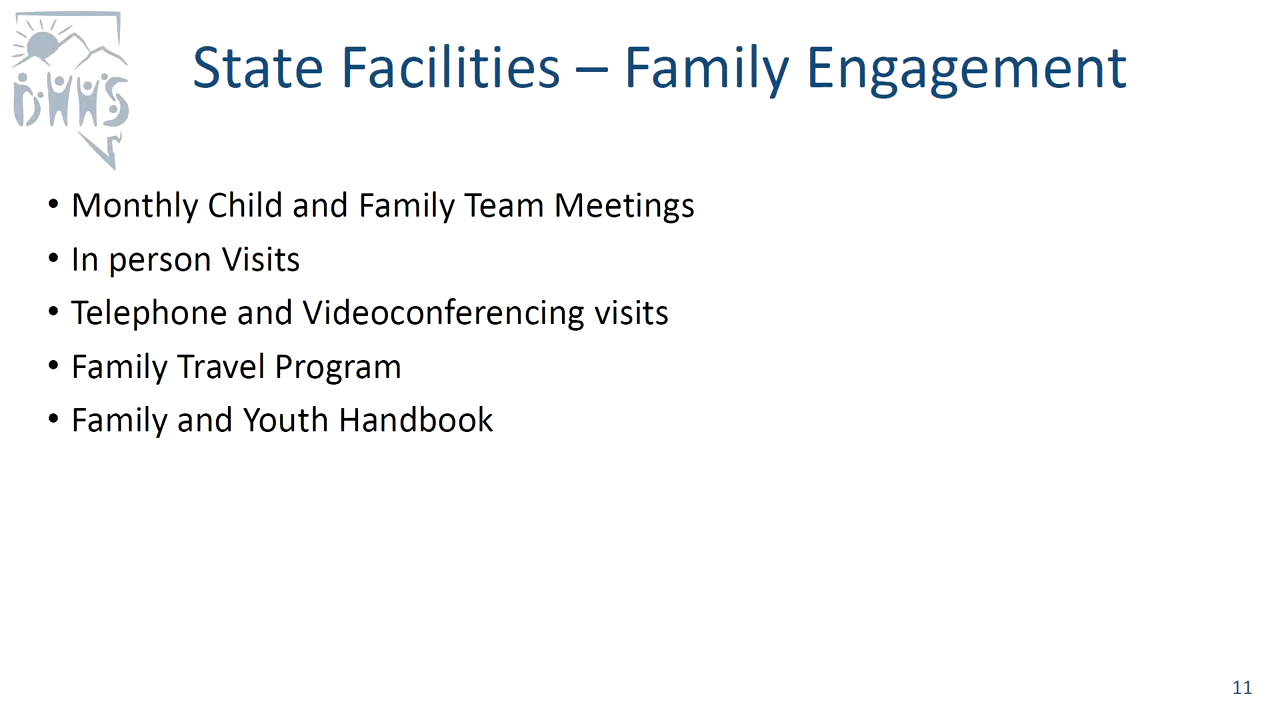 DHHS
State Facilities – Family Engagement
• Monthly Child and Family Team Meetings
• In person Visits
• Telephone and Videoconferencing visits
• Family Travel Program
• Family and Youth Handbook
11